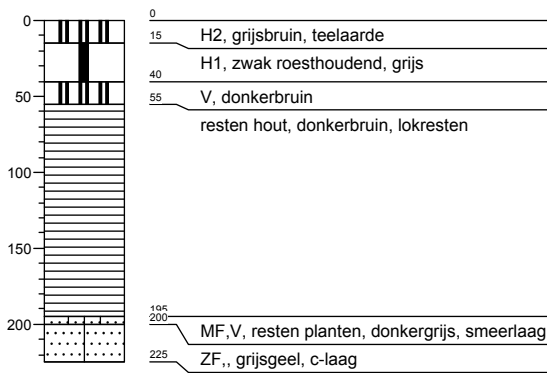 0
0
15
H2, grijsbruin, teelaarde
H1, zwak roesthoudend, grijs
40
50
55
V, donkerbruin
resten hout, donkerbruin, lokresten
100
150
195
200
200
MF,V, resten planten, donkergrijs, smeerlaag
225
ZF,, grijsgeel, c-laag